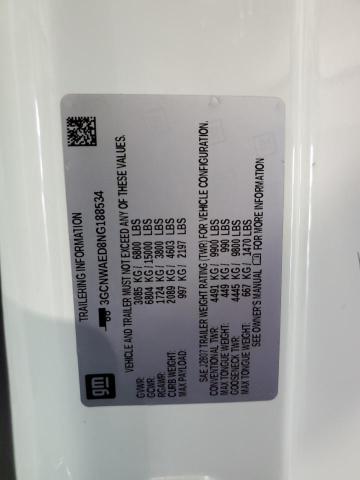 gm
TRAILERING INFORMATION
3GCNWAED8NG188534
VEHICLE AND TRAILER MUST NOT EXCEED ANY OF THESE VALUES.
GVWR: 3085 KG/ 6800 LBS
GCWR: 6804 KG/15000 LBS
RGAWR: 1724 KG/ 3800 LBS
CURB WEIGHT: 2089 KG/ 4603 LBS
MAX PAYLOAD: 997 KG/ 2197 LBS
SAE J2807 TRAILER WEIGHT RATING (TWR) FOR VEHICLE CONFIGURATION.
CONVENTIONAL TWR: 4491 KG/ 9900 LBS
MAX TONGUE WEIGHT: 449 KG/ 990 LBS
GOOSENECK TWR: 4445 KG/ 9800 LBS
MAX TONGUE WEIGHT: 667 KG/ 1470 LBS
SEE OWNER'S MANUAL FOR MORE INFORMATION